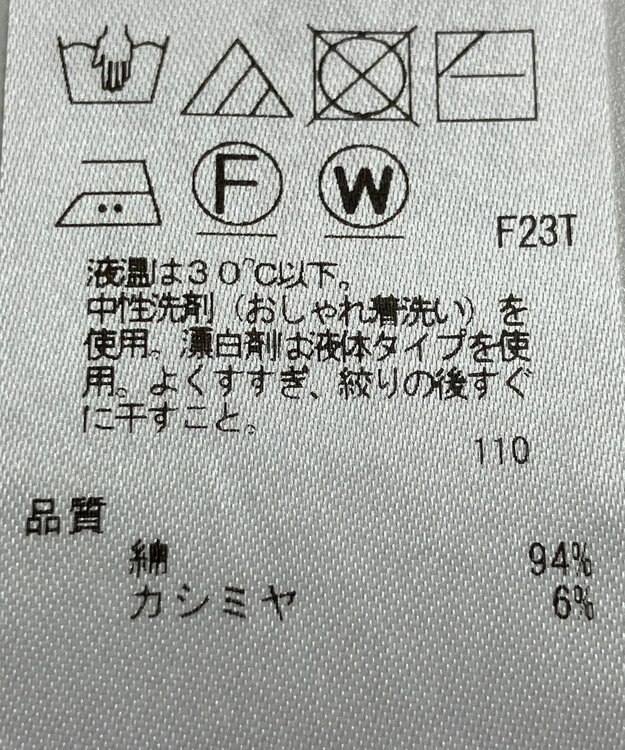 F
W
F23T
液温は30℃以下。
中性洗剤（おしゃれ着洗い）を
使用。漂白剤は液体タイプを使
用。よくすすぎ、絞りの後すぐ
に干すこと。
110
品質
綿 94%
カシミヤ 6%